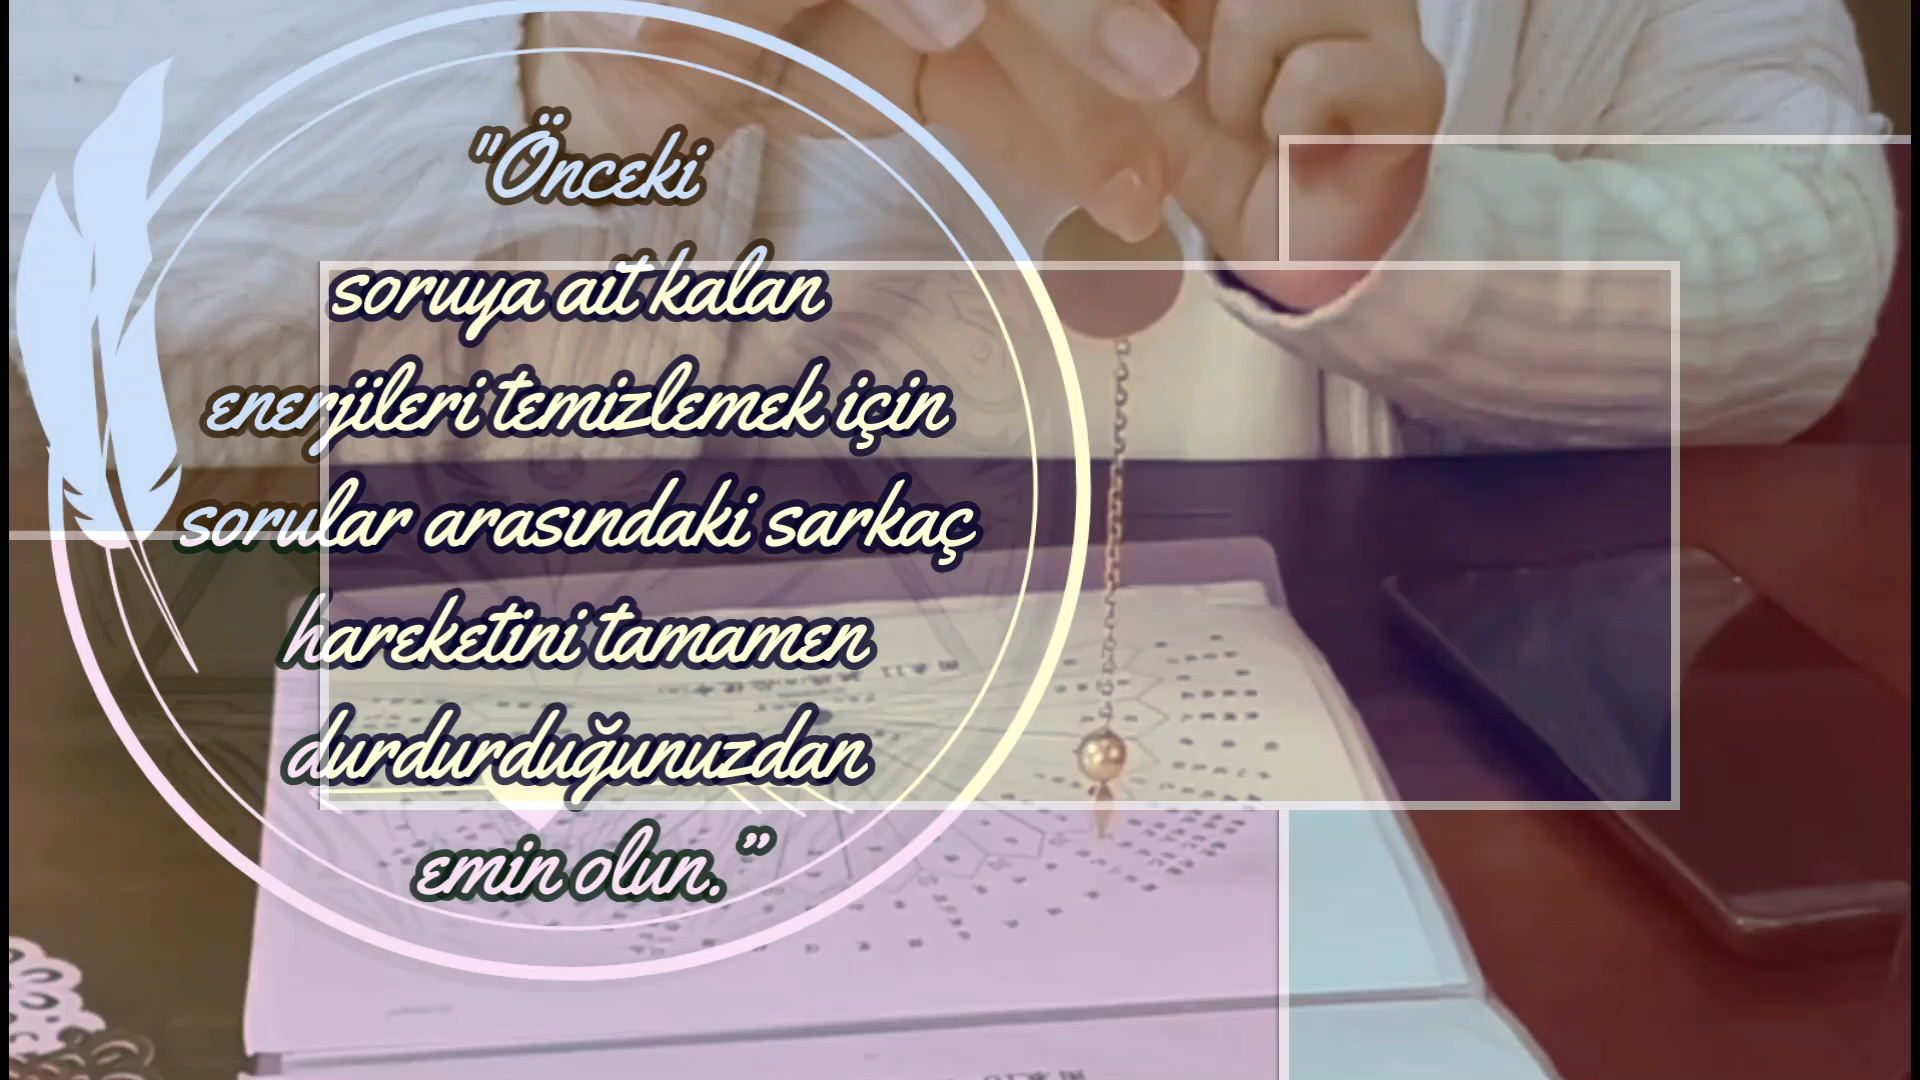 "Önceki
soruya ait kalan
enerjileri temizlemek için
sorular arasındaki sarkaç
hareketini tamamen
durdurduğunuzdan
emin olun.”